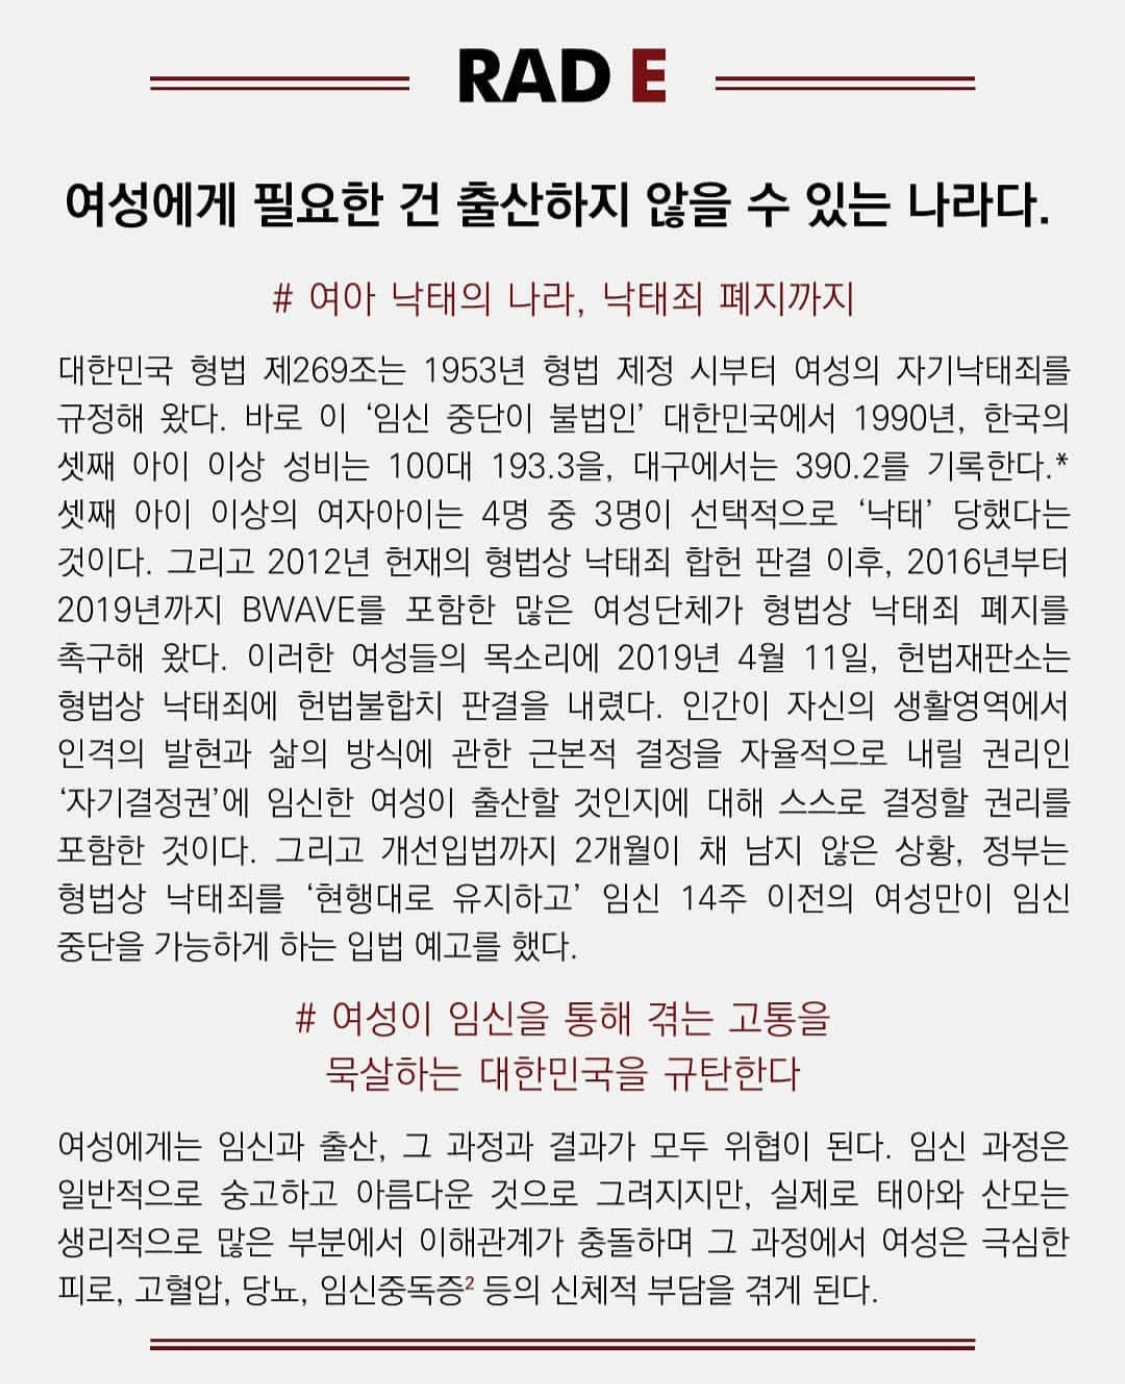 RAD E
여성에게 필요한 건 출산하지 않을 수 있는 나라다.
# 여아 낙태의 나라, 낙태죄 폐지까지
대한민국 형법 제269조는 1953년 형법 제정 시부터 여성의 자기낙태죄를
규정해 왔다. 바로 이 ‘임신 중단이 불법인’ 대한민국에서 1990년, 한국의
셋째 아이 이상 성비는 100대 193.3을, 대구에서는 390.2를 기록한다.*
셋째 아이 이상의 여자아이는 4명 중 3명이 선택적으로 ‘낙태’ 당했다는
것이다. 그리고 2012년 헌재의 형법상 낙태죄 합헌 판결 이후, 2016년부터
2019년까지 BWAVE를 포함한 많은 여성단체가 형법상 낙태죄 폐지를
촉구해 왔다. 이러한 여성들의 목소리에 2019년 4월 11일, 헌법재판소는
형법상 낙태죄에 헌법불합치 판결을 내렸다. 인간이 자신의 생활영역에서
인격의 발현과 삶의 방식에 관한 근본적 결정을 자율적으로 내릴 권리인
‘자기결정권’에 임신한 여성이 출산할 것인지에 대해 스스로 결정할 권리를
포함한 것이다. 그리고 개선입법까지 2개월이 채 남지 않은 상황, 정부는
형법상 낙태죄를 ‘현행대로 유지하고’ 임신 14주 이전의 여성만이 임신
중단을 가능하게 하는 입법 예고를 했다.
# 여성이 임신을 통해 겪는 고통을
묵살하는 대한민국을 규탄한다
여성에게는 임신과 출산, 그 과정과 결과가 모두 위협이 된다. 임신 과정은
일반적으로 숭고하고 아름다운 것으로 그려지지만, 실제로 태아와 산모는
생리적으로 많은 부분에서 이해관계가 충돌하며 그 과정에서 여성은 극심한
피로, 고혈압, 당뇨, 임신중독증² 등의 신체적 부담을 겪게 된다.